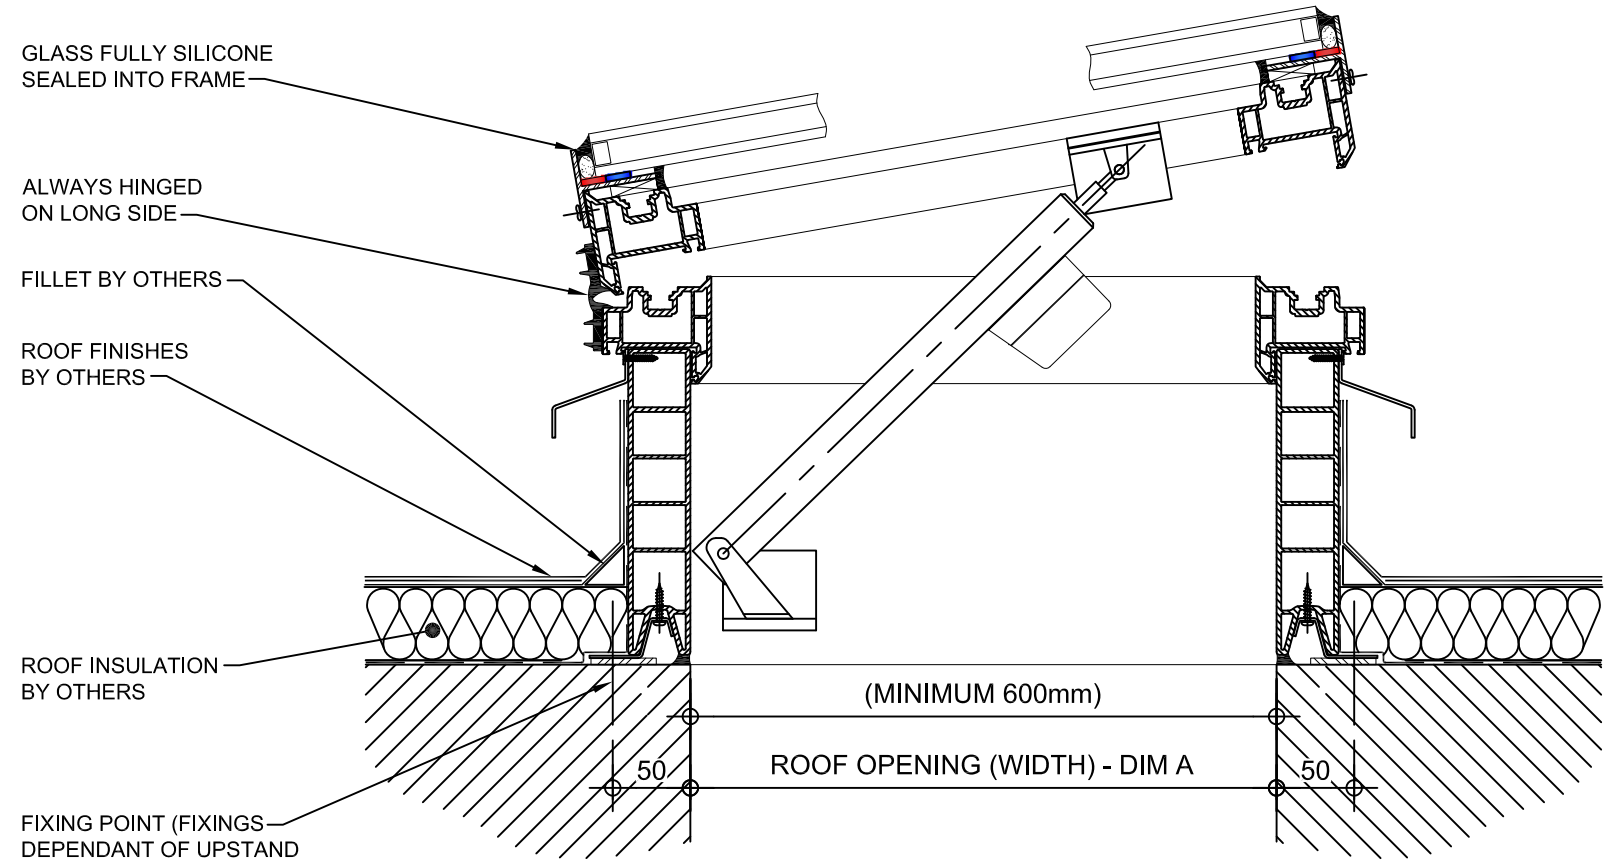 GLASS FULLY SILICONE
SEALED INTO FRAME
ALWAYS HINGED
ON LONG SIDE
FILLET BY OTHERS
ROOF FINISHES
BY OTHERS
ROOF INSULATION
BY OTHERS
(MINIMUM 600mm)
50
ROOF OPENING (WIDTH) - DIM A
50
FIXING POINT (FIXINGS
DEPENDANT OF UPSTAND